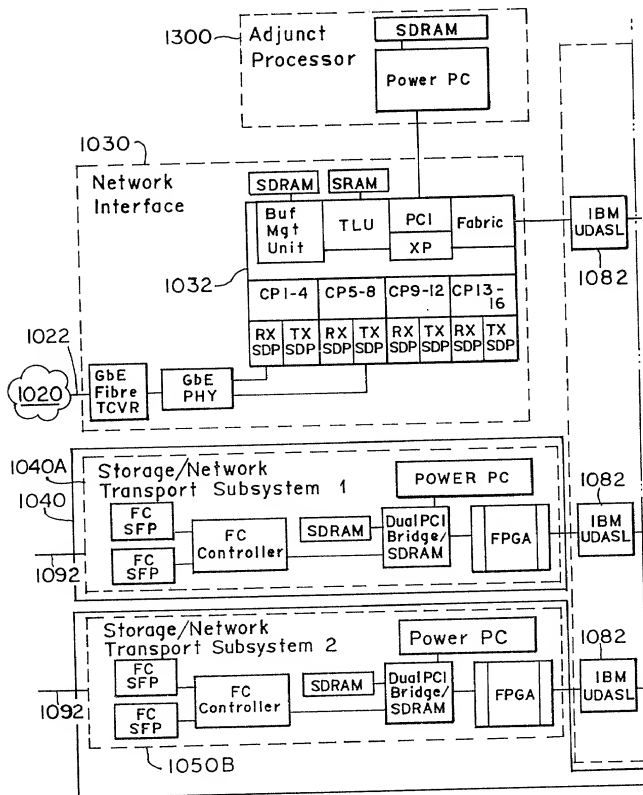 1300
Adjunct
Processor
SDRAM
Power PC
1030
Network
Interface
SDRAM
SRAM
Buf
Mgt
Unit
TLU
PCI
XP
Fabric
IBM
UDASL
1082
1032
CP1-4
CP5-8
CP9-12
CP13-
16
RX
SDP
TX
SDP
RX
SDP
TX
SDP
RX
SDP
TX
SDP
RX
SDP
TX
SDP
1022
1020
GbE
Fibre
TCVR
GbE
PHY
1040A
1040
Storage/Network
Transport Subsystem 1
POWER PC
FC
SFP
FC
SFP
FC
Controller
SDRAM
Dual PCI
Bridge/
SDRAM
FPGA
1082
IBM
UDASL
1092
Storage/Network
Transport Subsystem 2
Power PC
FC
SFP
FC
SFP
FC
Controller
SDRAM
Dual PCI
Bridge/
SDRAM
FPGA
1082
IBM
UDASL
1092
1050B